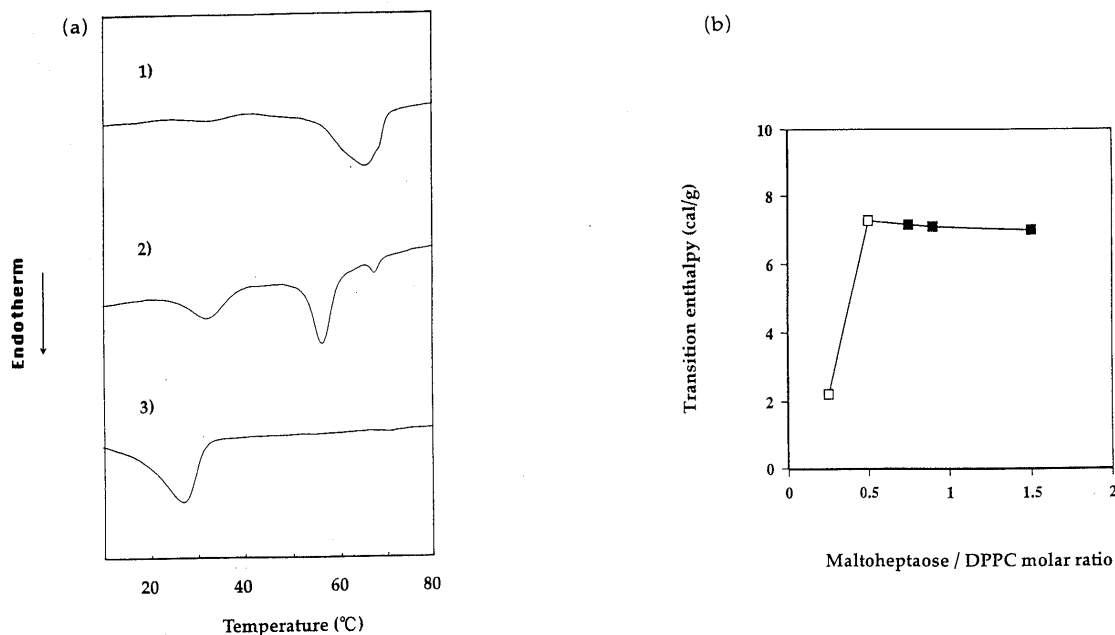 (a)
1)
2)
3)
Endotherm
20 40 60 80
Temperature (℃)
(b)
10
8
6
4
2
0
Transition enthalpy (cal/g)
0 0.5 1 1.5 2
Maltoheptaose / DPPC molar ratio